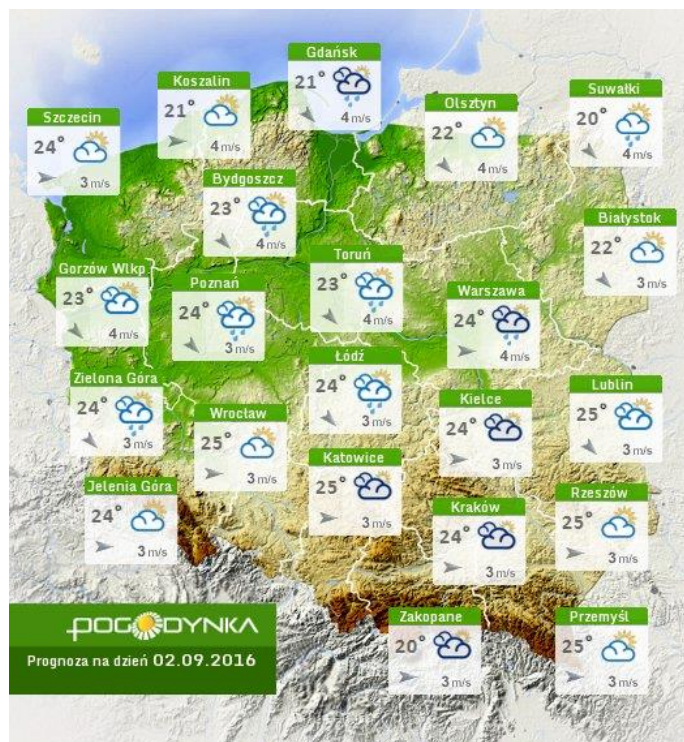 Gdańsk
21°
4 m/s
Koszalin
21°
4 m/s
Suwałki
20°
4 m/s
Olsztyn
22°
4 m/s
Szczecin
24°
3 m/s
Bydgoszcz
23°
4 m/s
Białystok
22°
3 m/s
Toruń
23°
4 m/s
Gorzów Wlkp
23°
4 m/s
Poznań
24°
3 m/s
Warszawa
24°
4 m/s
Łódź
24°
3 m/s
Zielona Góra
24°
3 m/s
Lublin
25°
3 m/s
Kielce
24°
3 m/s
Wrocław
25°
3 m/s
Katowice
25°
3 m/s
Jelenia Góra
24°
3 m/s
Rzeszów
25°
3 m/s
Kraków
24°
3 m/s
POGODYNKA
Prognoza na dzień 02.09.2016
Zakopane
20°
3 m/s
Przemyśl
25°
3 m/s